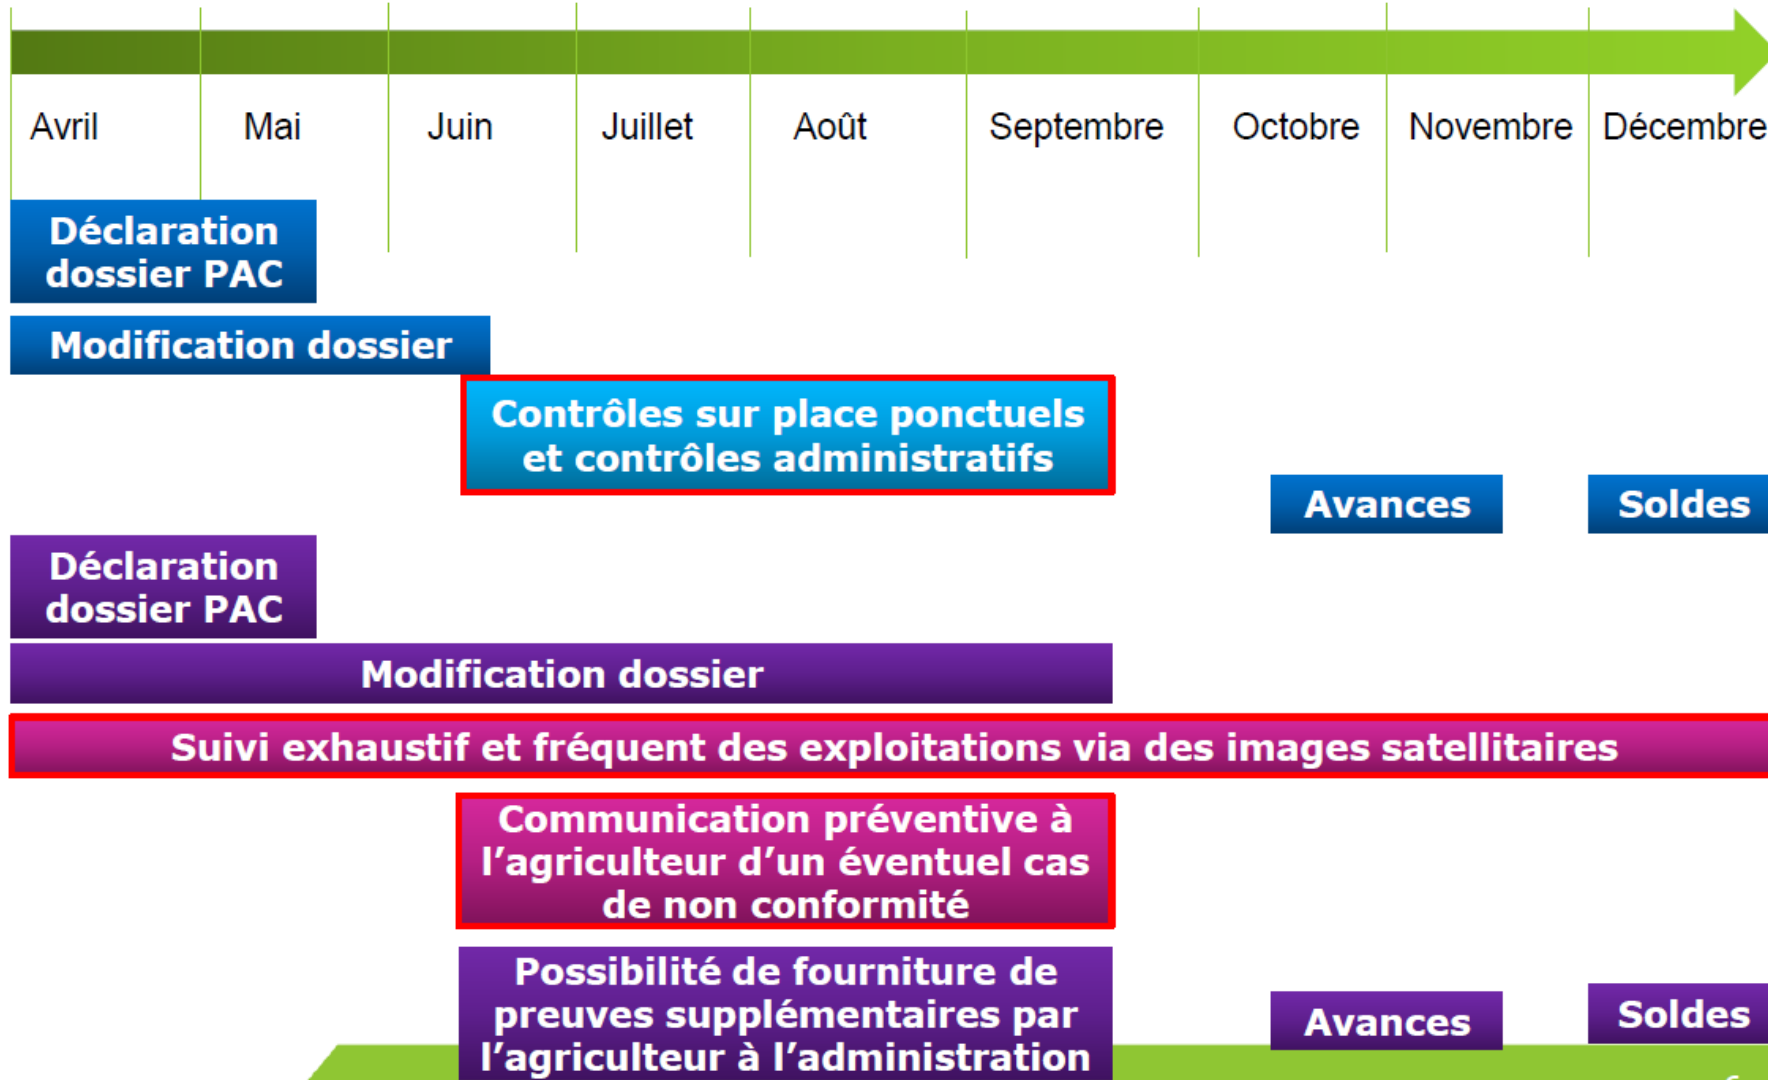 Avril Mai Juin Juillet Août Septembre Octobre Novembre Décembre
Déclaration
dossier PAC
Modification dossier
Contrôles sur place ponctuels
et contrôles administratifs
Avances Soldes
Déclaration
dossier PAC
Modification dossier
Suivi exhaustif et fréquent des exploitations via des images satellitaires
Communication préventive à
l’agriculteur d’un éventuel cas
de non conformité
Possibilité de fourniture de
preuves supplémentaires par
l’agriculteur à l’administration
Avances Soldes